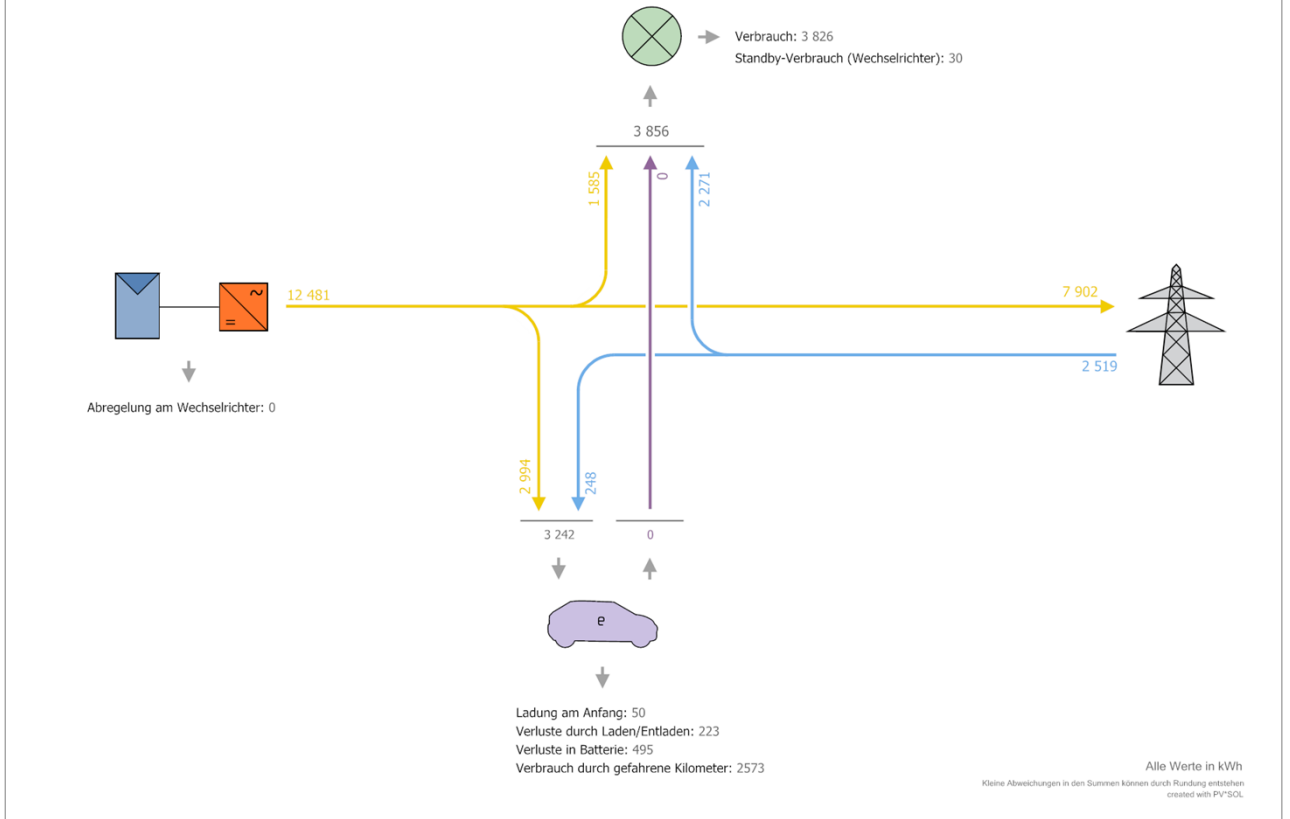 Verbrauch: 3 826
Standby-Verbrauch (Wechselrichter): 30
3 856
1 585
0
2 271
12 481
7 902
2 519
Abregelung am Wechselrichter: 0
2 994
248
3 242
0
e
Ladung am Anfang: 50
Verluste durch Laden/Entladen: 223
Verluste in Batterie: 495
Verbrauch durch gefahrene Kilometer: 2573
Alle Werte in kWh
Kleine Abweichungen in den Summen können durch Rundung entstehen
created with PV*SOL